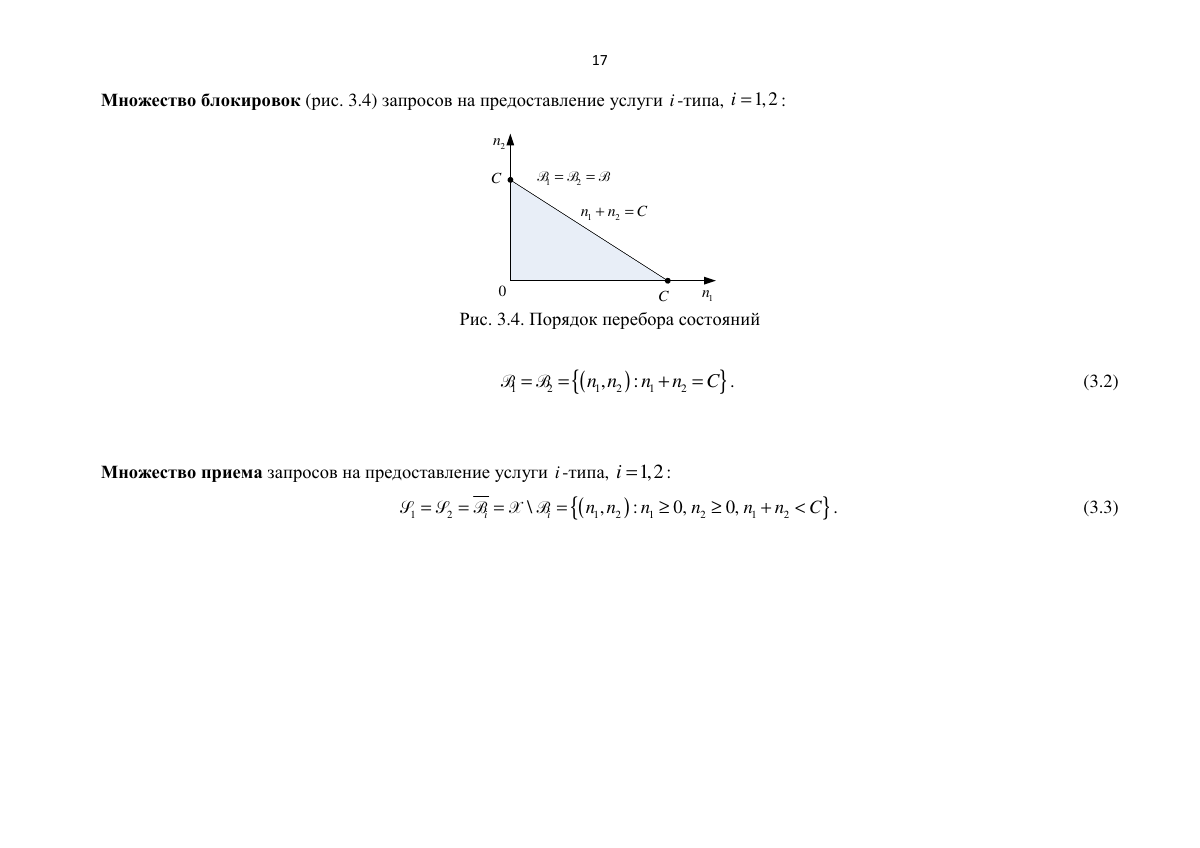 17
Множество блокировок (рис. 3.4) запросов на предоставление услуги i-типа, i = 1, 2 :
n₂
C
ℬ₁ = ℬ₂ = ℬ
n₁ + n₂ = C
0
C
n₁
Рис. 3.4. Порядок перебора состояний
ℬ₁ = ℬ₂ = {(n₁, n₂) : n₁ + n₂ = C}. (3.2)
Множество приема запросов на предоставление услуги i-типа, i = 1, 2 :
𝒮₁ = 𝒮₂ = ℬ̅ᵢ = 𝒳 \ ℬᵢ = {(n₁, n₂) : n₁ ≥ 0, n₂ ≥ 0, n₁ + n₂ < C}. (3.3)